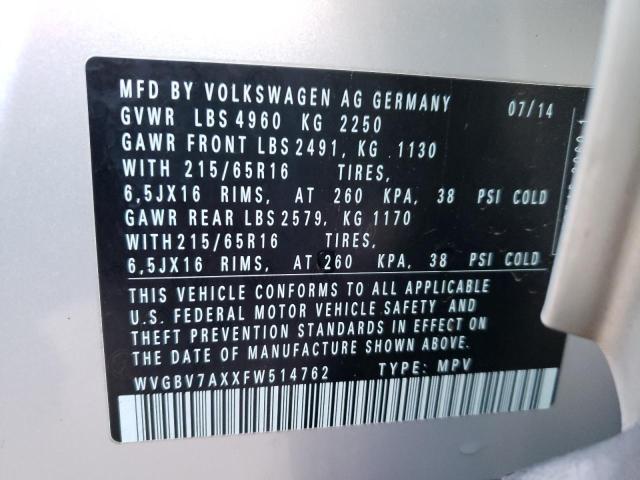 MFD BY VOLKSWAGEN AG GERMANY 07/14
GVWR LBS 4960 KG 2250
GAWR FRONT LBS 2491, KG 1130
WITH 215/65R16 TIRES,
6,5JX16 RIMS, AT 260 KPA, 38 PSI COLD
GAWR REAR LBS 2579, KG 1170
WITH 215/65R16 TIRES,
6,5JX16 RIMS, AT 260 KPA, 38 PSI COLD
THIS VEHICLE CONFORMS TO ALL APPLICABLE
U.S. FEDERAL MOTOR VEHICLE SAFETY AND
THEFT PREVENTION STANDARDS IN EFFECT ON
THE DATE OF MANUFACTURE SHOWN ABOVE.
WVGBV7AXXFW514762 TYPE: MPV